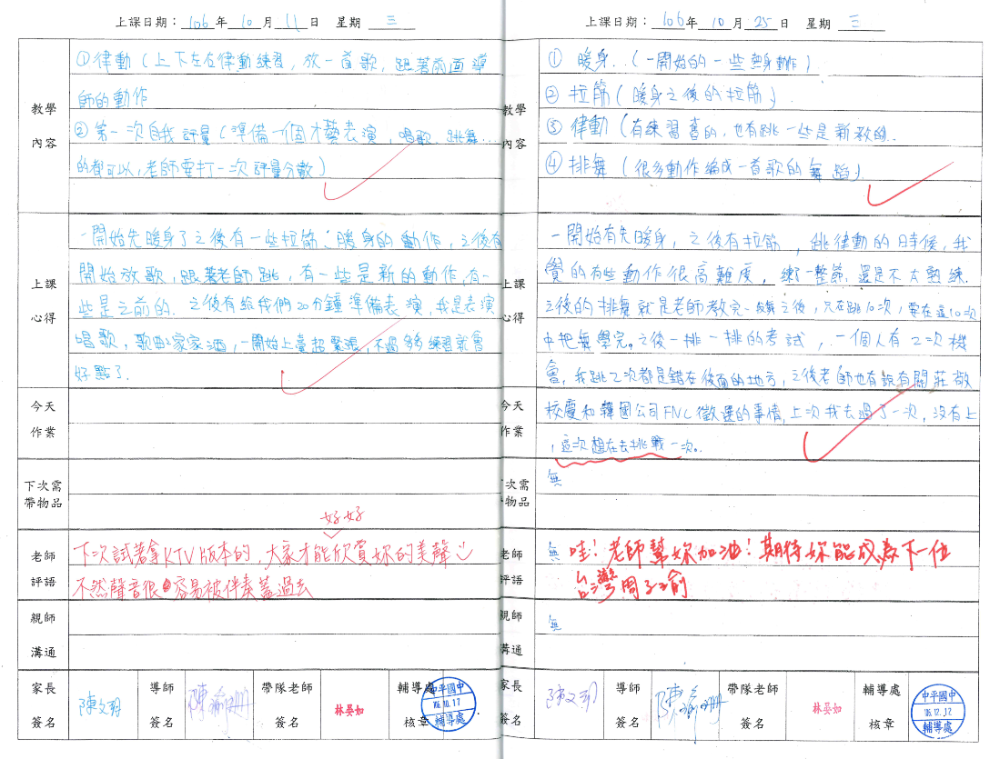 上課日期：106年10月11日 星期三
教學內容
①律動(上下左右律動練習，放一首歌，跟著前面導
師的動作
②第一次自我評量(準備一個才藝表演，唱歌、跳舞..
的都可以，老師要打一次評量分數)
上課心得
一開始先暖身了之後有一些拉筋、暖身的動作，之後有
開始放歌，跟著老師跳，有一些是新的動作，有一
些是之前的.之後有給我們20分鐘準備表演，我是表演
唱歌，歌曲家家酒，一開始上臺超緊張，不過多多練習就會
好點了.
今天作業
下次需帶物品
老師評語
好好
下次試著拿KTV版本的，大家才能欣賞妳的美聲
不然聲音很容易被伴奏蓋過去
親師溝通
家長簽名 陳文玥
導師簽名
帶隊老師簽名 林晏如
輔導處核章
中平國中
106.10.17
輔導處
上課日期：106年10月25日 星期三
教學內容
① 暖身..(一開始的一些熱身動作)
② 拉筋(暖身之後的拉筋)
③ 律動(有練習舊的，也有跳一些是新教的..
④ 排舞(很多動作編成一首歌的舞蹈)
上課心得
一開始有先暖身，之後有拉筋，跳律動的時候，我
覺的有些動作很高難度，練一整節，還是不太熟練.
之後的排舞就是老師教完一段之後，只在跳10次，要在這10次
中把舞學完。之後一排一排的考試，一個人有2次機
會，我跳2次都是錯在後面的地方，之後老師也有說有關莊敬
今天作業
校慶和韓國公司FNC徵選的事情，上次我去過了一次，沒有上
，這次想在去挑戰一次..
下次需帶物品
無
老師評語
無
哇！老師幫妳加油！期待妳能成為下一位
台灣周子瑜
親師溝通
無
家長簽名 陳文玥
導師簽名
帶隊老師簽名 林晏如
輔導處核章
中平國中
輔導處